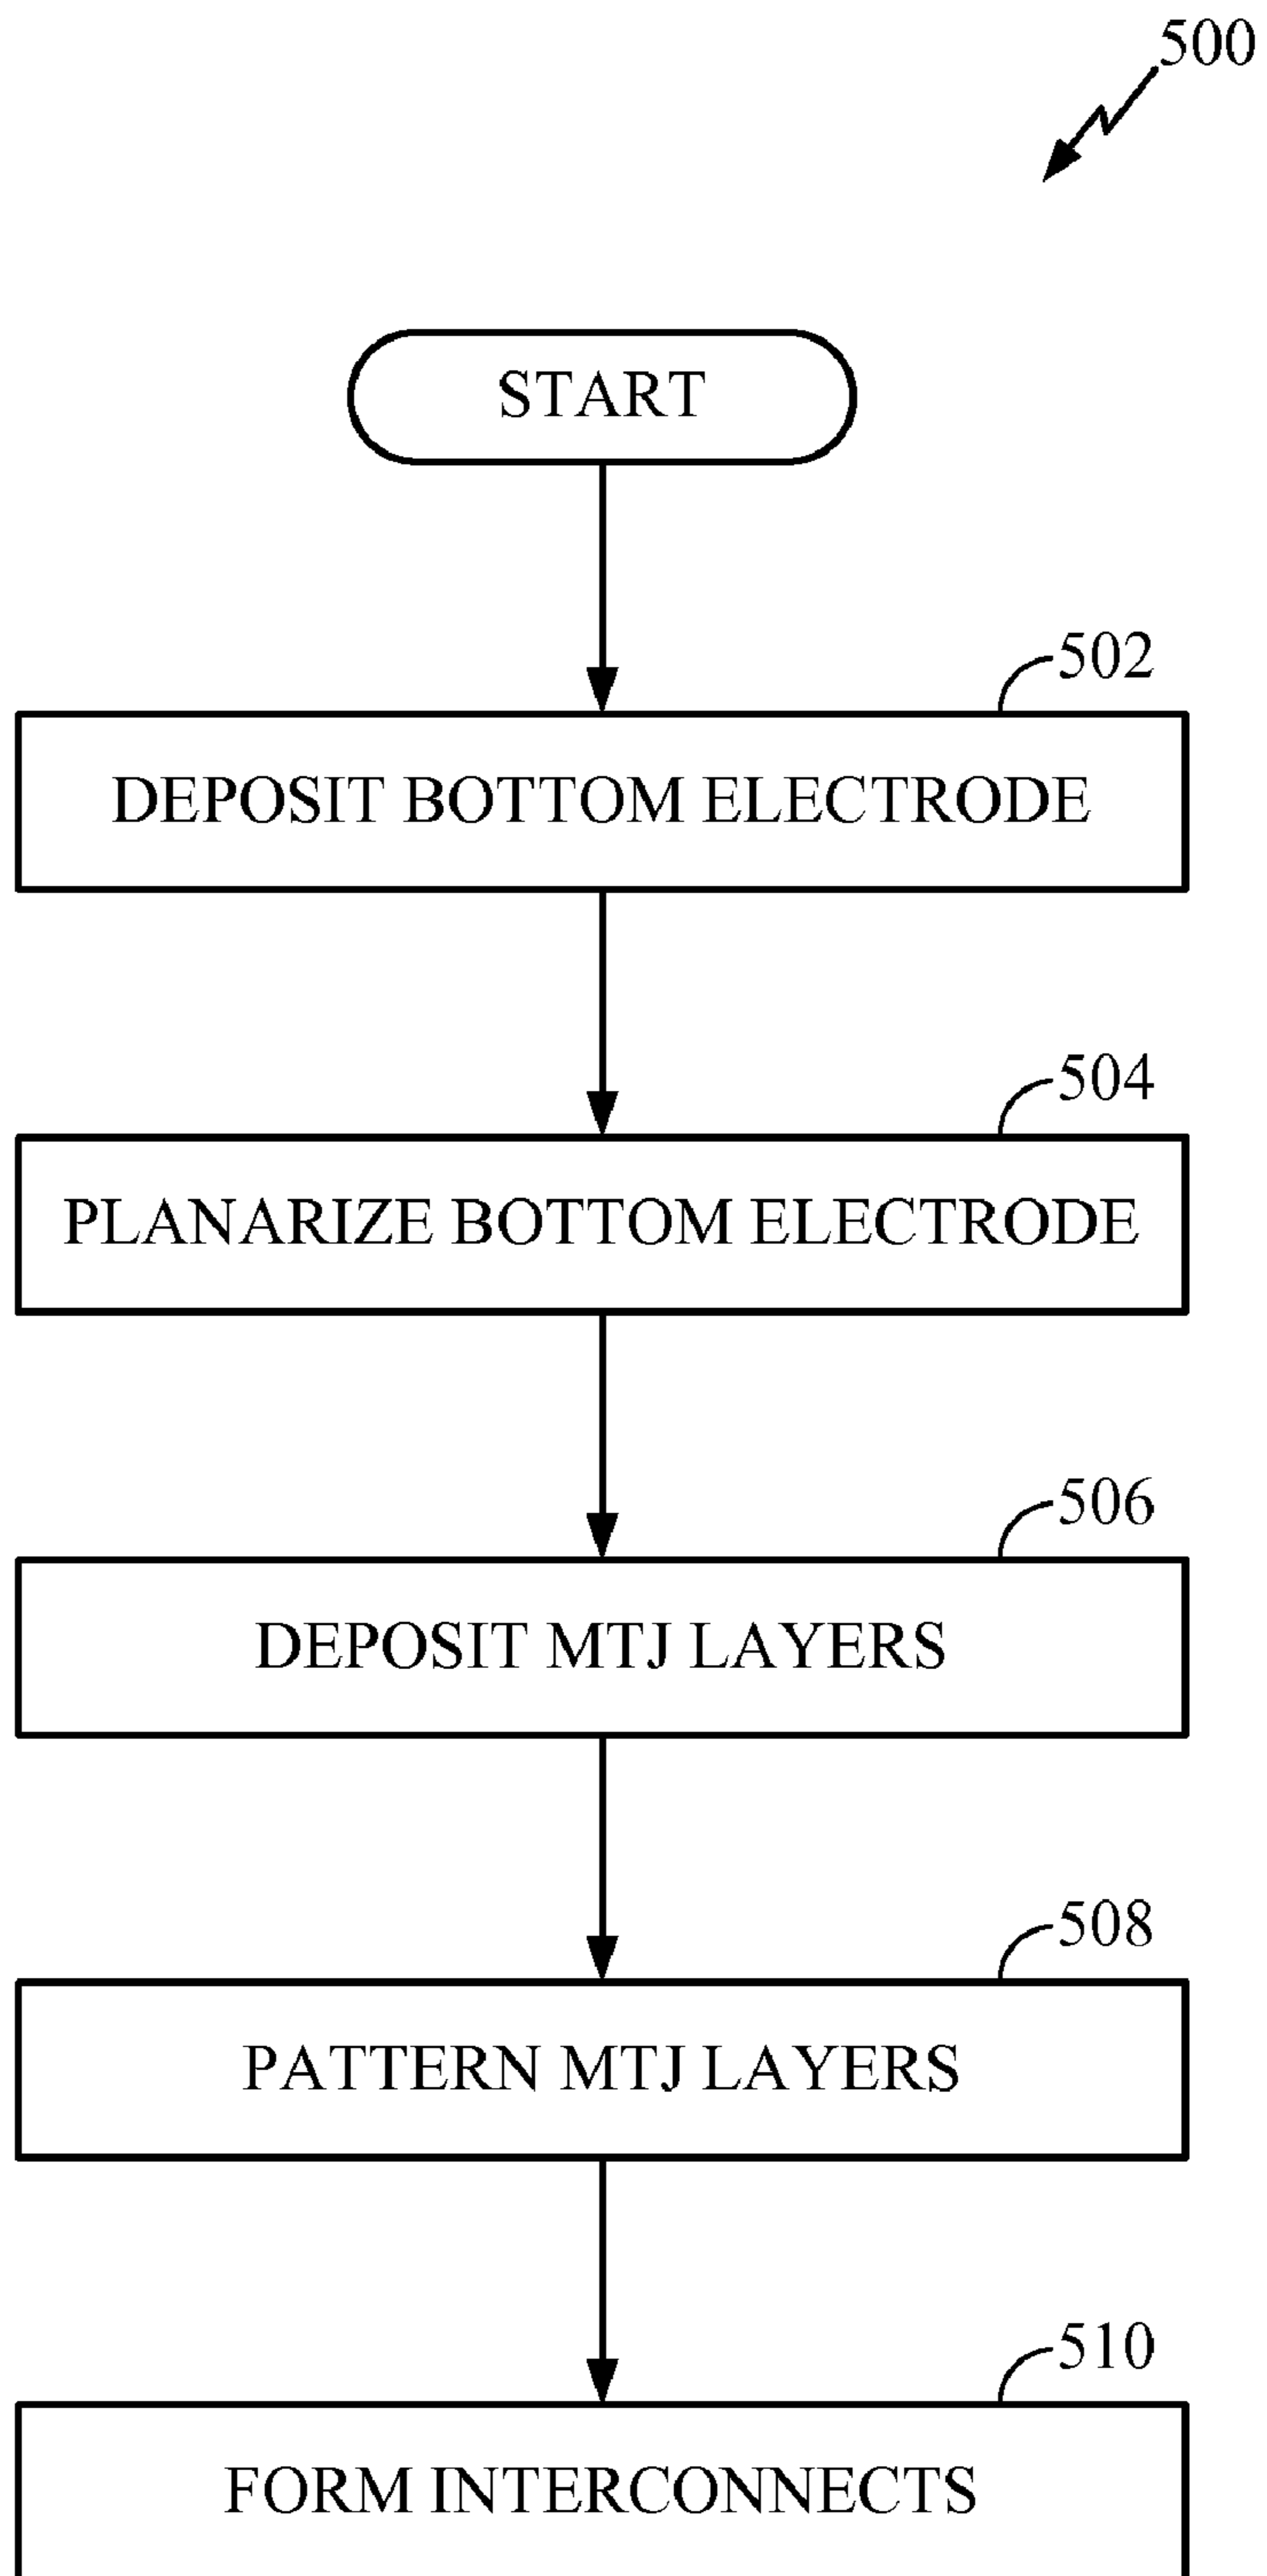 500
START
502
DEPOSIT BOTTOM ELECTRODE
504
PLANARIZE BOTTOM ELECTRODE
506
DEPOSIT MTJ LAYERS
508
PATTERN MTJ LAYERS
510
FORM INTERCONNECTS